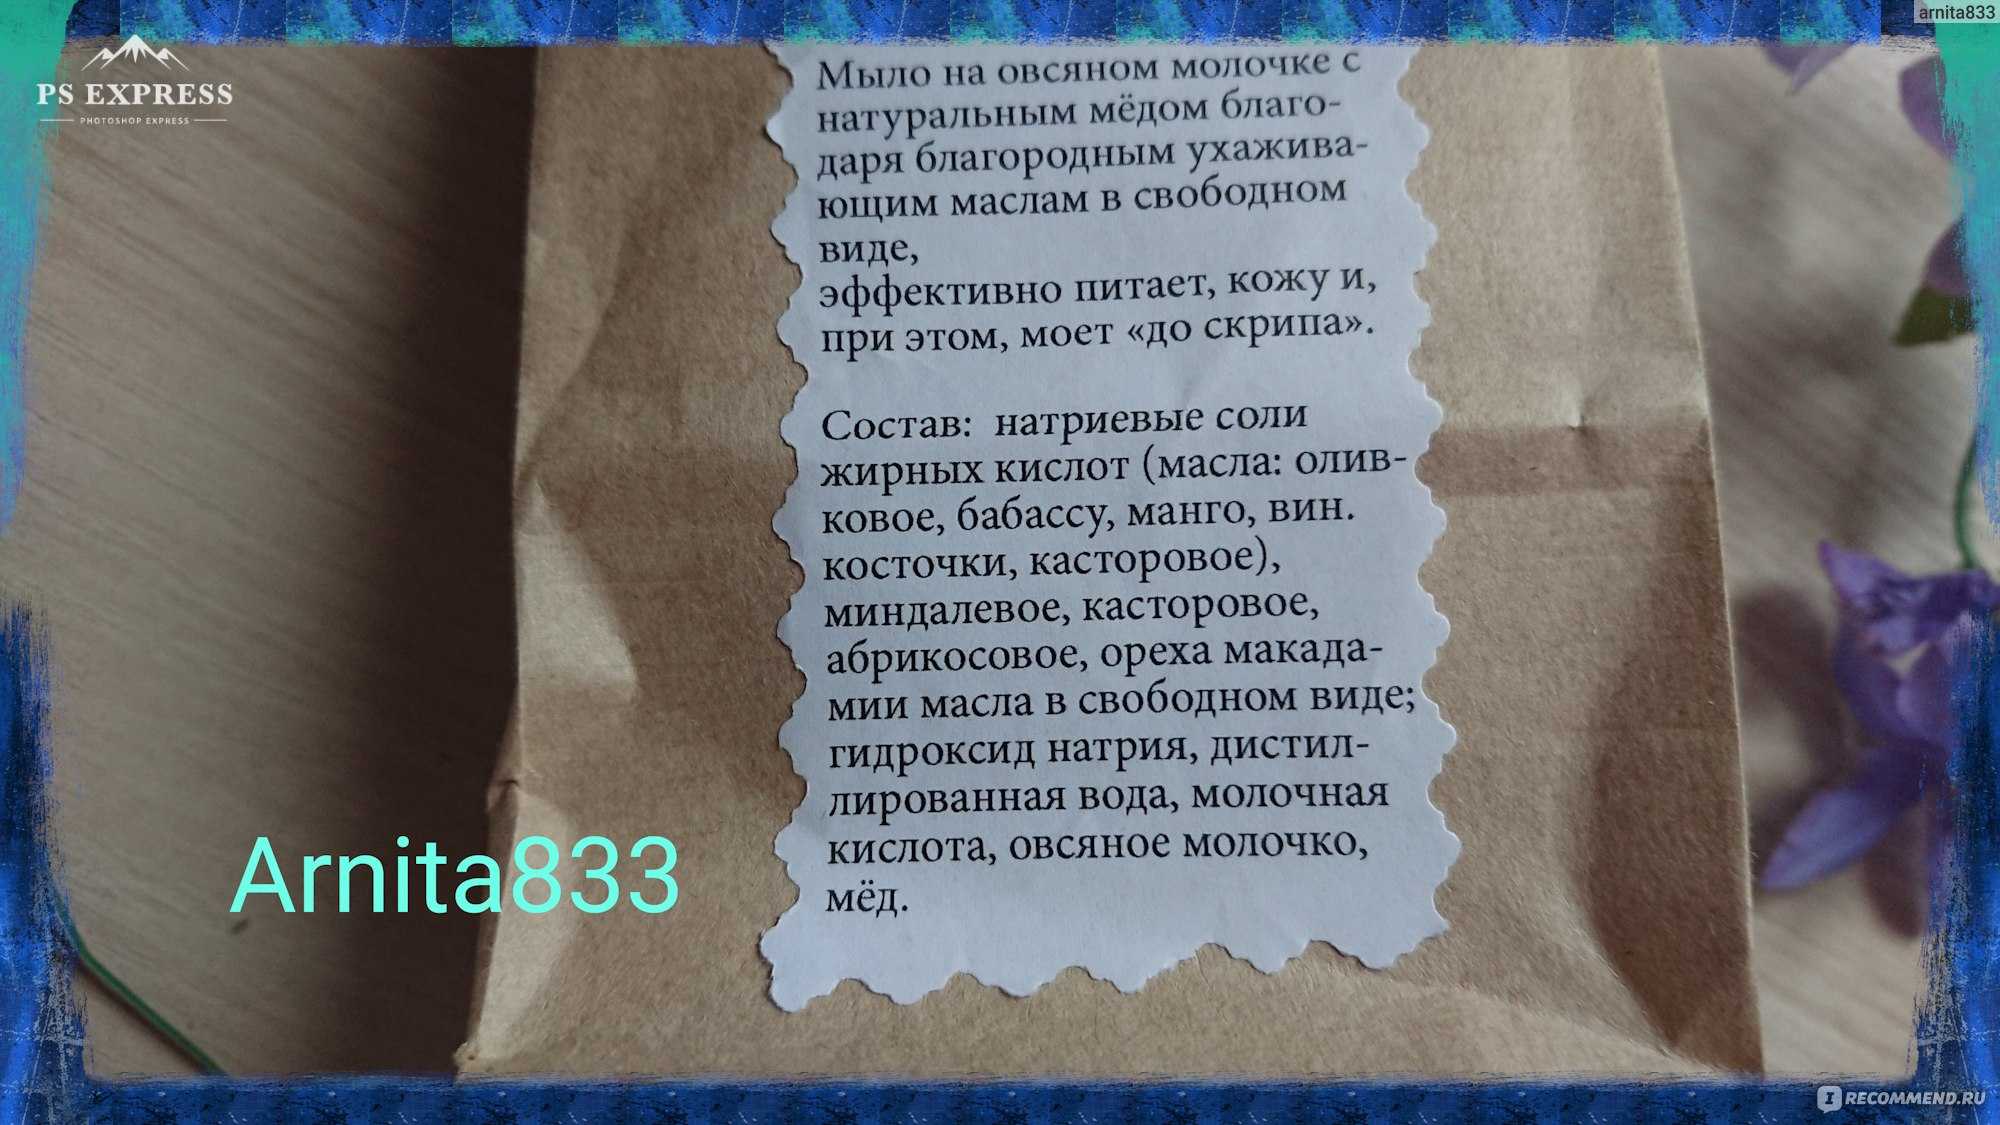 arnita833
PS EXPRESS
PHOTOSHOP EXPRESS
Мыло на овсяном молочке с
натуральным мёдом благо-
даря благородным ухажива-
ющим маслам в свободном
виде,
эффективно питает, кожу и,
при этом, моет «до скрипа».
Состав: натриевые соли
жирных кислот (масла: олив-
ковое, бабассу, манго, вин.
косточки, касторовое),
миндалевое, касторовое,
абрикосовое, ореха макада-
мии масла в свободном виде;
гидроксид натрия, дистил-
лированная вода, молочная
кислота, овсяное молочко,
мёд.
Arnita833
I RECOMMEND.RU